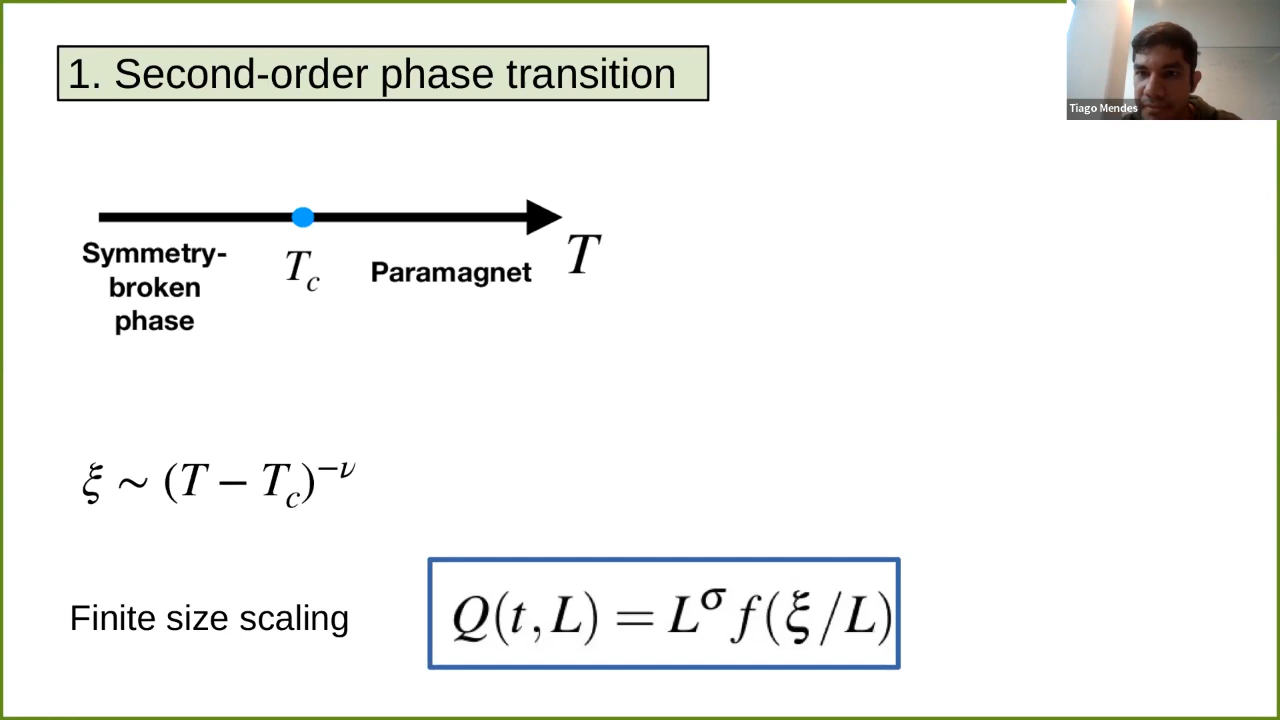 1. Second-order phase transition
Tiago Mendes
Symmetry-
broken
phase
T_c
Paramagnet
T
ξ ∼ (T − T_c)^{−ν}
Finite size scaling
Q(t, L) = L^σ f(ξ/L)